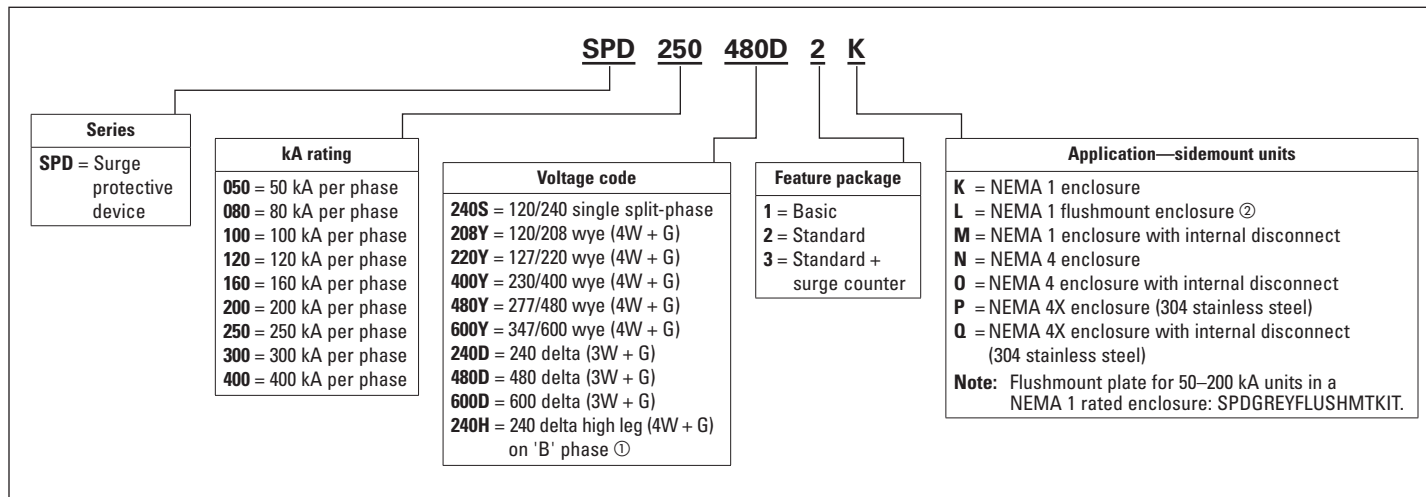 SPD 250 480D 2 K
Series
SPD = Surge
protective
device
kA rating
050 = 50 kA per phase
080 = 80 kA per phase
100 = 100 kA per phase
120 = 120 kA per phase
160 = 160 kA per phase
200 = 200 kA per phase
250 = 250 kA per phase
300 = 300 kA per phase
400 = 400 kA per phase
Voltage code
240S = 120/240 single split-phase
208Y = 120/208 wye (4W + G)
220Y = 127/220 wye (4W + G)
400Y = 230/400 wye (4W + G)
480Y = 277/480 wye (4W + G)
600Y = 347/600 wye (4W + G)
240D = 240 delta (3W + G)
480D = 480 delta (3W + G)
600D = 600 delta (3W + G)
240H = 240 delta high leg (4W + G)
on 'B' phase ①
Feature package
1 = Basic
2 = Standard
3 = Standard +
surge counter
Application—sidemount units
K = NEMA 1 enclosure
L = NEMA 1 flushmount enclosure ②
M = NEMA 1 enclosure with internal disconnect
N = NEMA 4 enclosure
O = NEMA 4 enclosure with internal disconnect
P = NEMA 4X enclosure (304 stainless steel)
Q = NEMA 4X enclosure with internal disconnect
(304 stainless steel)
Note: Flushmount plate for 50–200 kA units in a
NEMA 1 rated enclosure: SPDGREYFLUSHMTKIT.